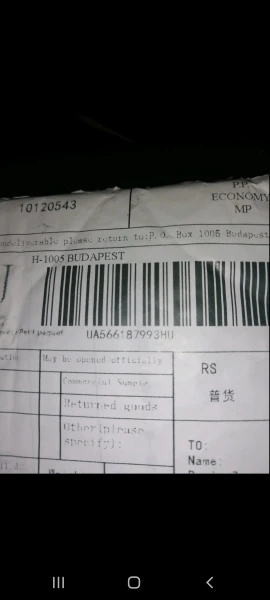 P.P.
ECONOMY
MP
10120543
undeliverable please return to:P.O. Box 1005 Budapest
H-1005 BUDAPEST
UA566187993HU
May be opened officially
RS
Commercial Sample
普货
Returned goods
Other(please
specify):
TO:
Name: